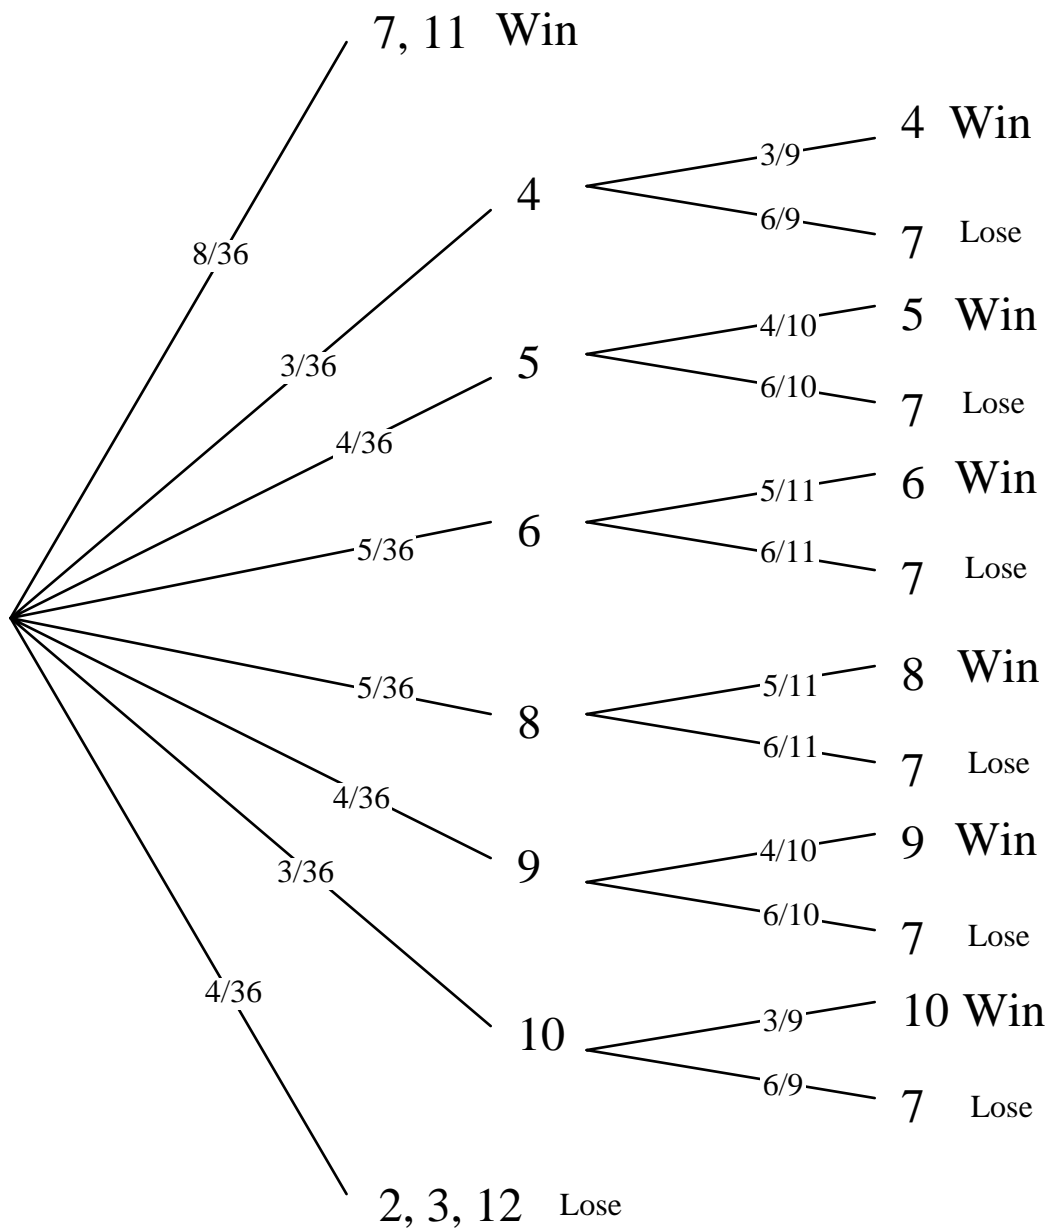 7, 11 Win
4 Win
3/9
4
6/9
7 Lose
8/36
5 Win
4/10
3/36
5
6/10
7 Lose
4/36
6 Win
5/11
6
5/36
6/11
7 Lose
8 Win
5/36
5/11
8
6/11
7 Lose
4/36
9 Win
4/10
9
3/36
6/10
7 Lose
4/36
10 Win
3/9
10
6/9
7 Lose
2, 3, 12 Lose